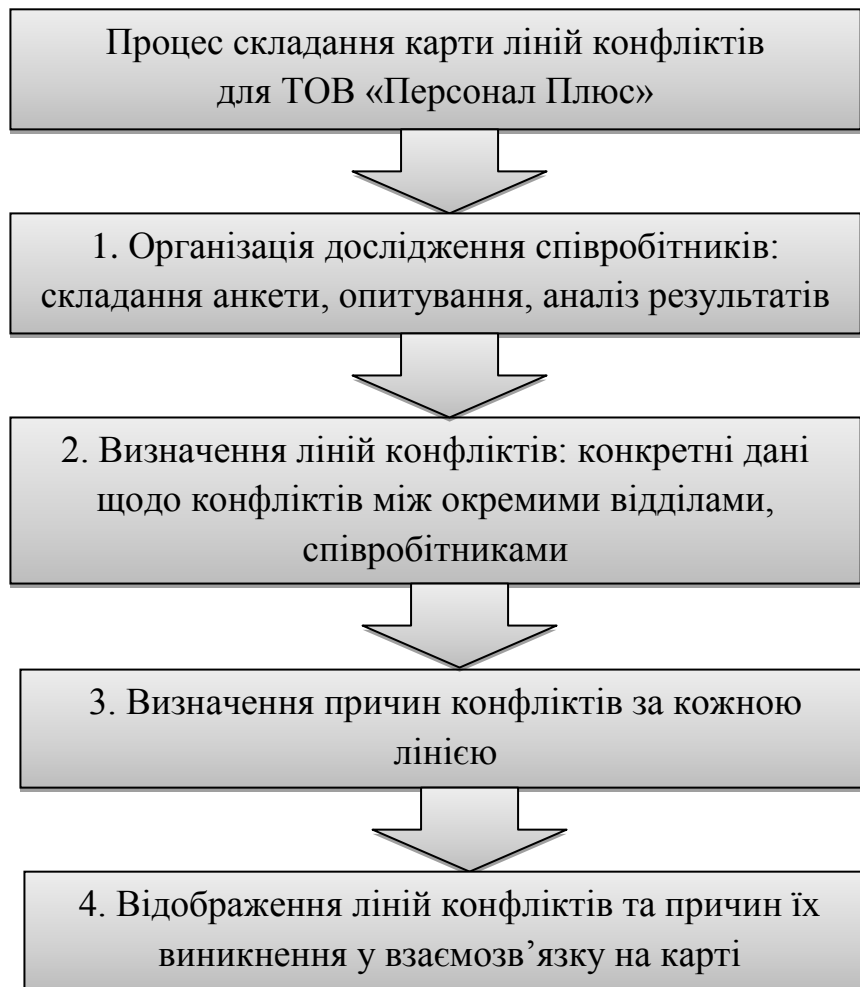 Процес складання карти ліній конфліктів
для ТОВ «Персонал Плюс»
1. Організація дослідження співробітників:
складання анкети, опитування, аналіз результатів
2. Визначення ліній конфліктів: конкретні дані
щодо конфліктів між окремими відділами,
співробітниками
3. Визначення причин конфліктів за кожною
лінією
4. Відображення ліній конфліктів та причин їх
виникнення у взаємозв’язку на карті